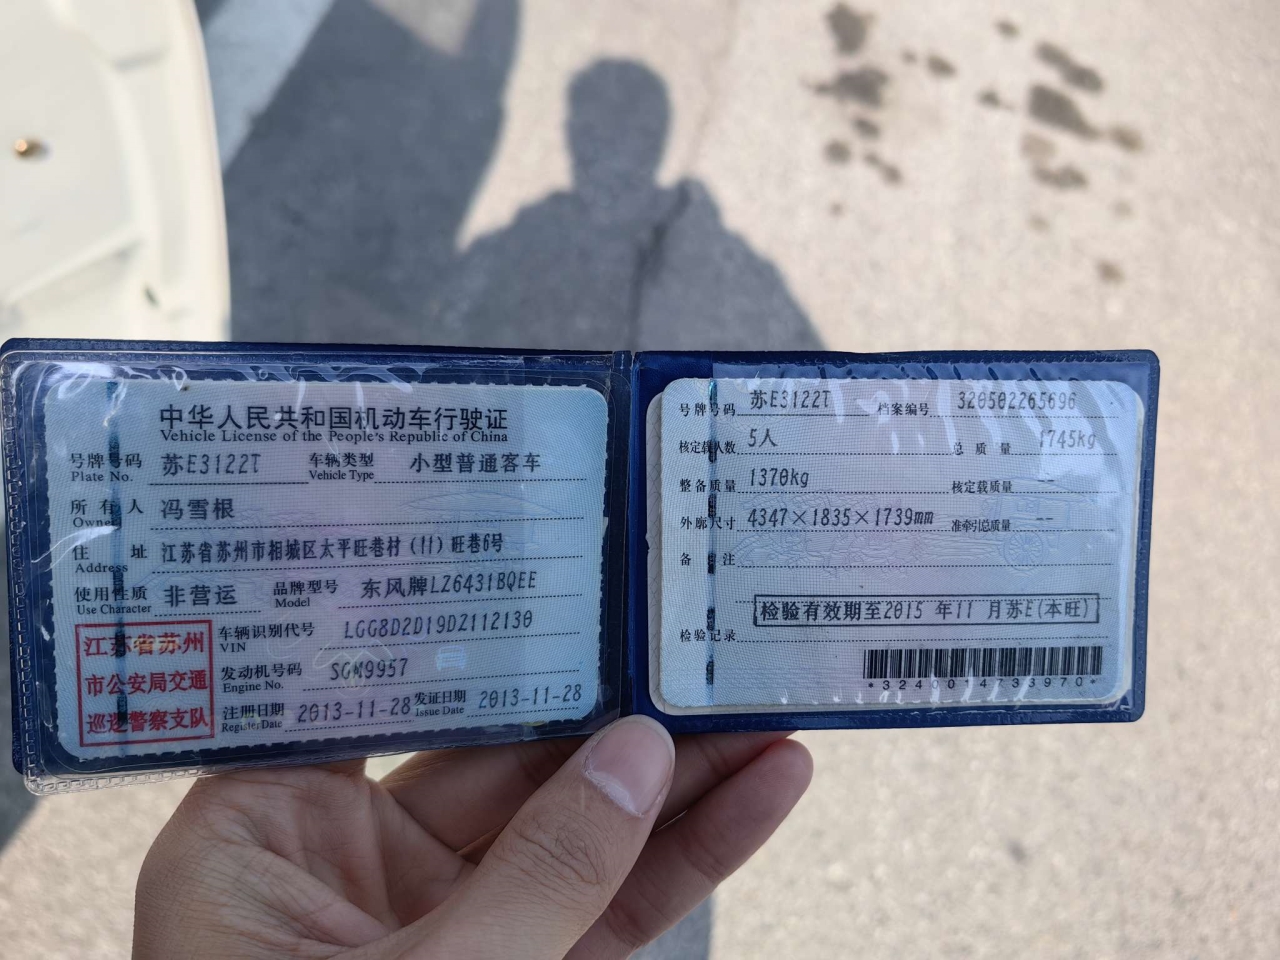 中华人民共和国机动车行驶证
Vehicle License of the People's Republic of China
号牌号码 苏E3122T 车辆类型 小型普通客车
Plate No. Vehicle Type
所有人 冯雪根
Owner
住址 江苏省苏州市相城区太平旺巷村(11)旺巷6号
Address
使用性质 非营运 品牌型号 东风牌LZ6431BQEE
Use Character Model
江苏省苏州
市公安局交通
巡逻警察支队
车辆识别代号 LGG8D2D19DZ112130
VIN
发动机号码 SGM9957
Engine No.
注册日期 2013-11-28 发证日期 2013-11-28
Register Date Issue Date
号牌号码 苏E3122T 档案编号 320502265696
核定载人数 5人 总质量 1745kg
整备质量 1370kg 核定载质量 --
外廓尺寸 4347×1835×1739mm 准牵引总质量 --
备注
检验有效期至2015 年11 月苏E(本旺)
检验记录
*3240014733970*